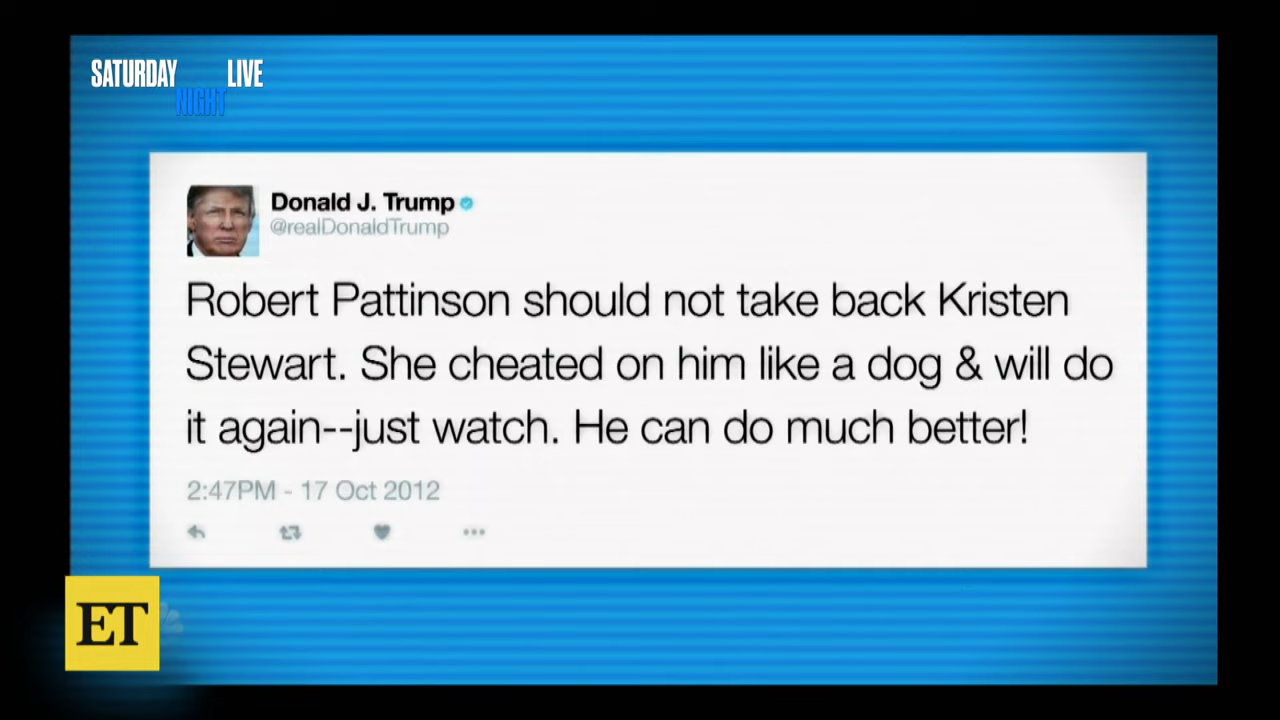 SATURDAY NIGHT LIVE
Donald J. Trump
@realDonaldTrump
Robert Pattinson should not take back Kristen
Stewart. She cheated on him like a dog & will do
it again--just watch. He can do much better!
2:47PM - 17 Oct 2012
ET